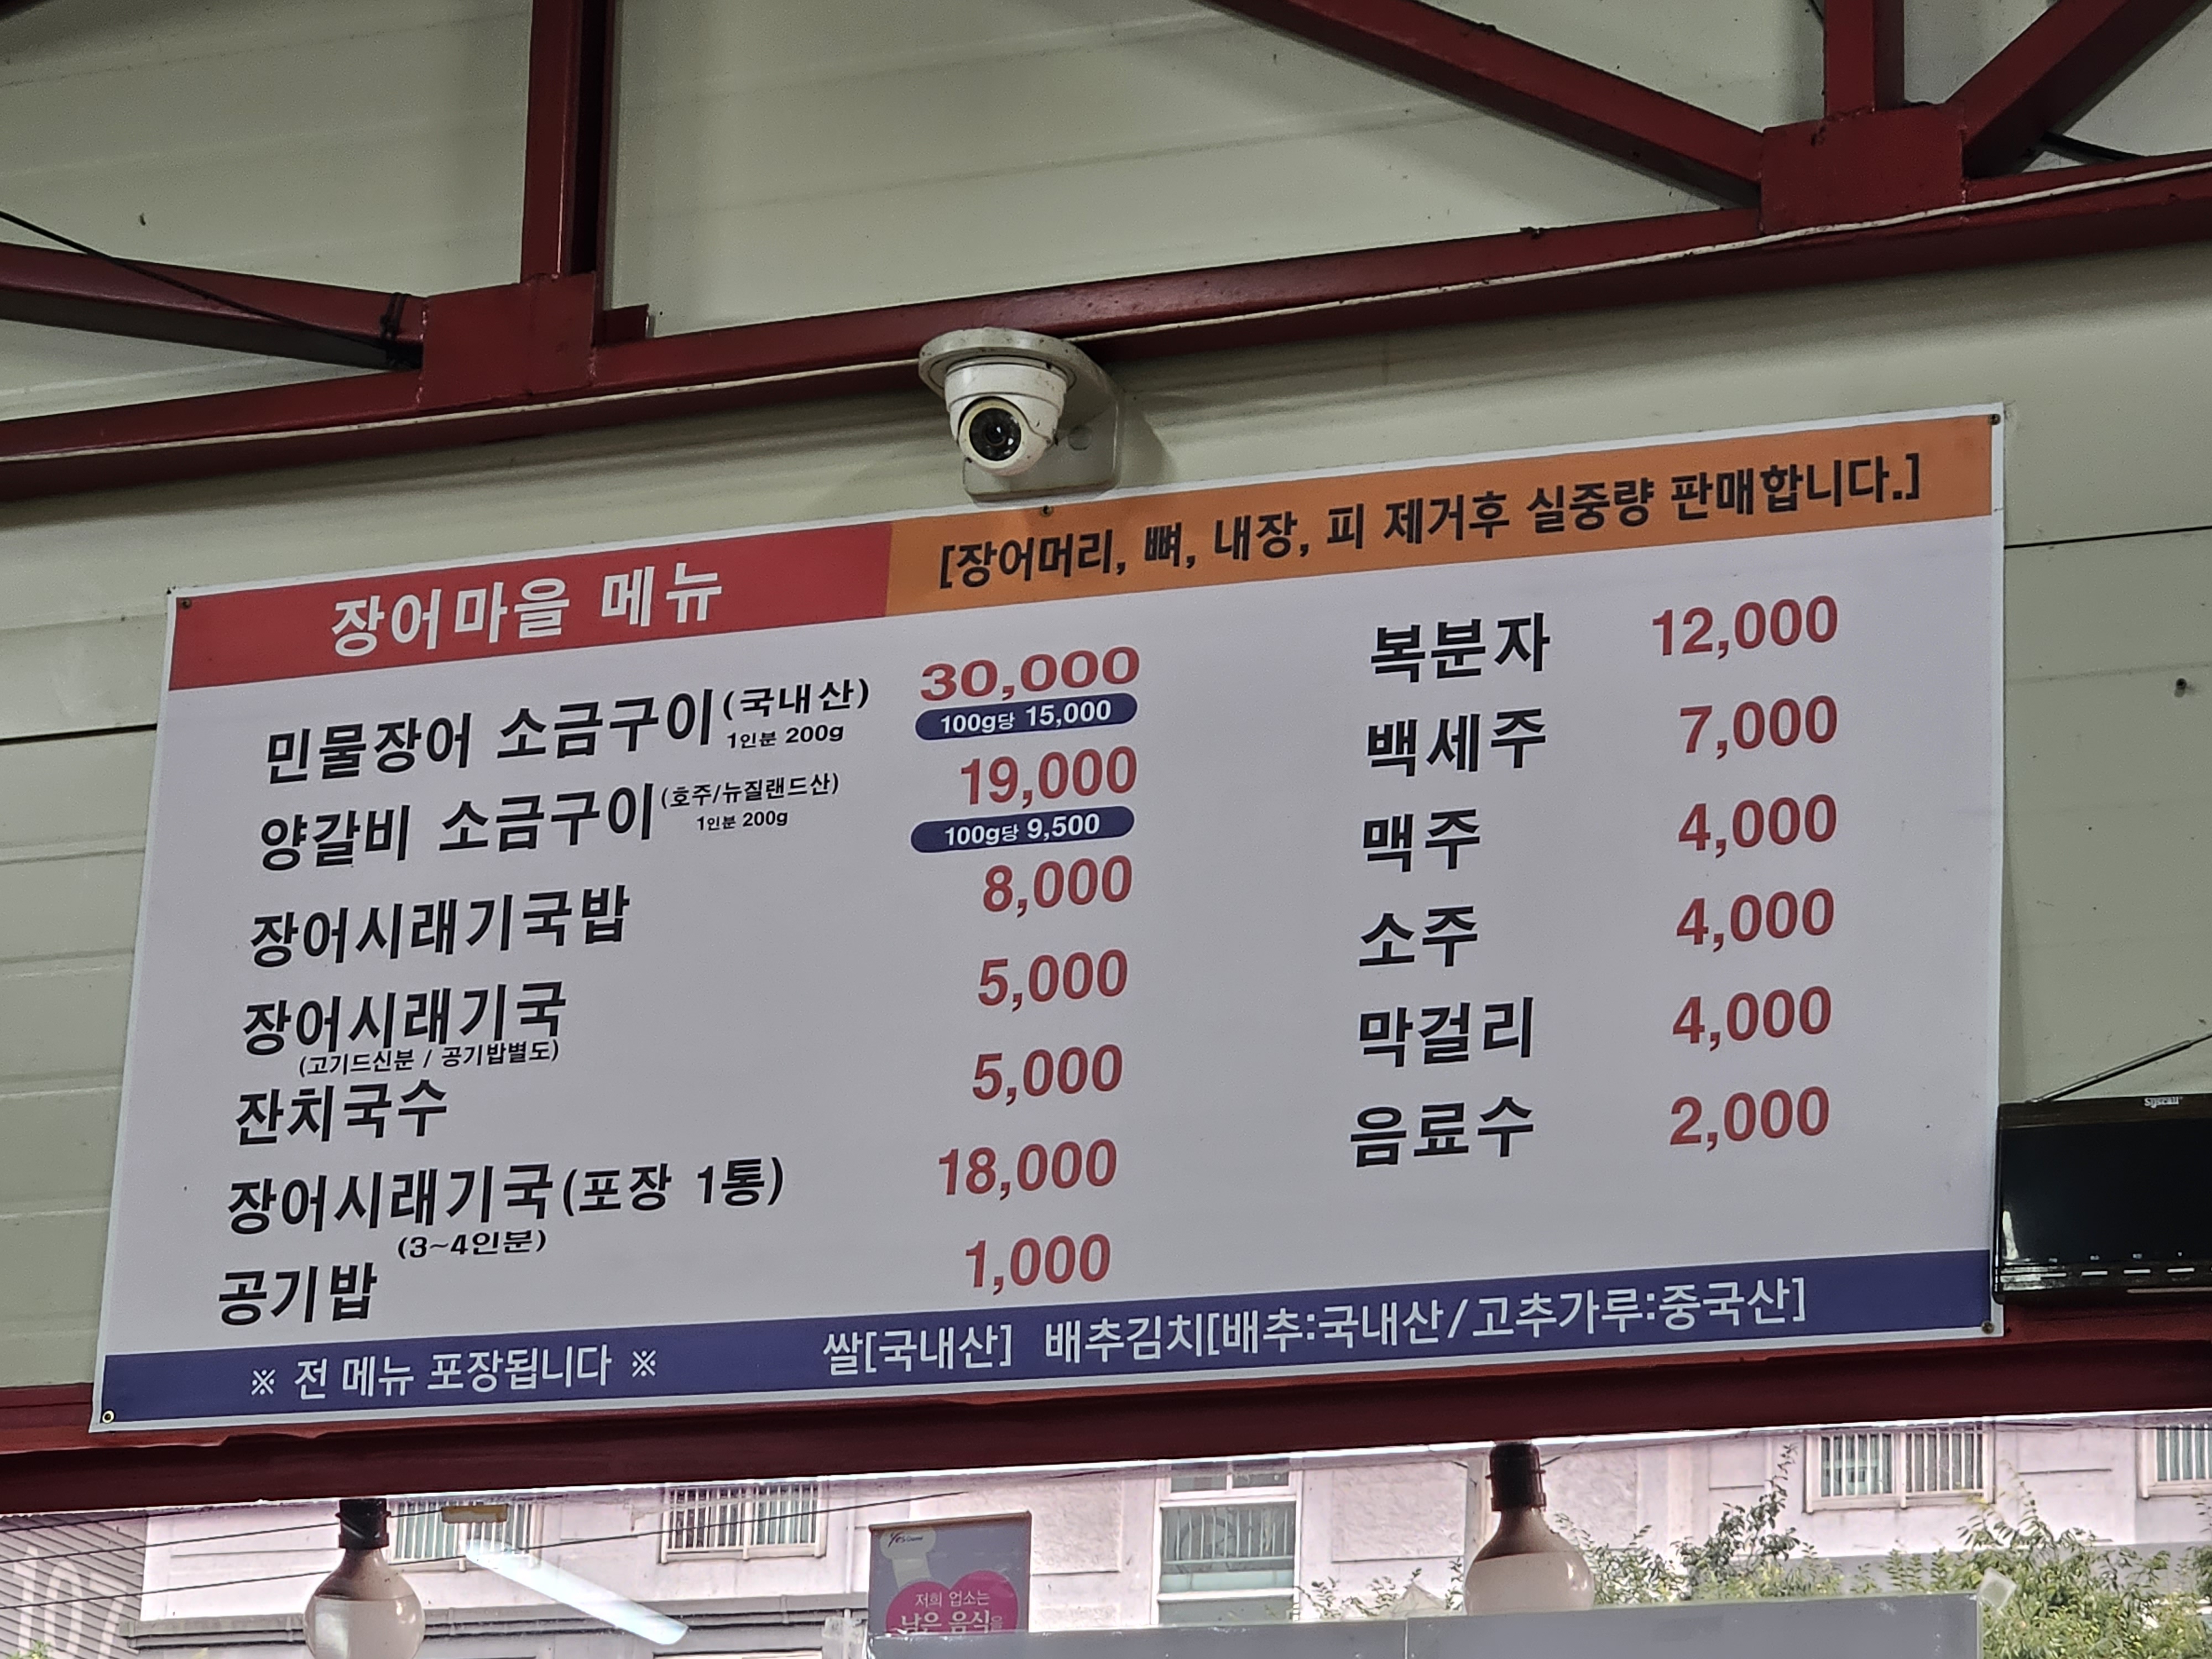 장어마을 메뉴
[장어머리, 뼈, 내장, 피 제거후 실중량 판매합니다.]
민물장어 소금구이(국내산) 30,000
1인분 200g 100g당 15,000
양갈비 소금구이(호주/뉴질랜드산) 19,000
1인분 200g 100g당 9,500
장어시래기국밥 8,000
장어시래기국 5,000
(고기드신분 / 공기밥별도)
잔치국수 5,000
장어시래기국(포장 1통) 18,000
(3~4인분)
공기밥 1,000
복분자 12,000
백세주 7,000
맥주 4,000
소주 4,000
막걸리 4,000
음료수 2,000
※ 전 메뉴 포장됩니다 ※ 쌀[국내산] 배추김치[배추:국내산/고추가루:중국산]
저희 업소는
남은 음식을